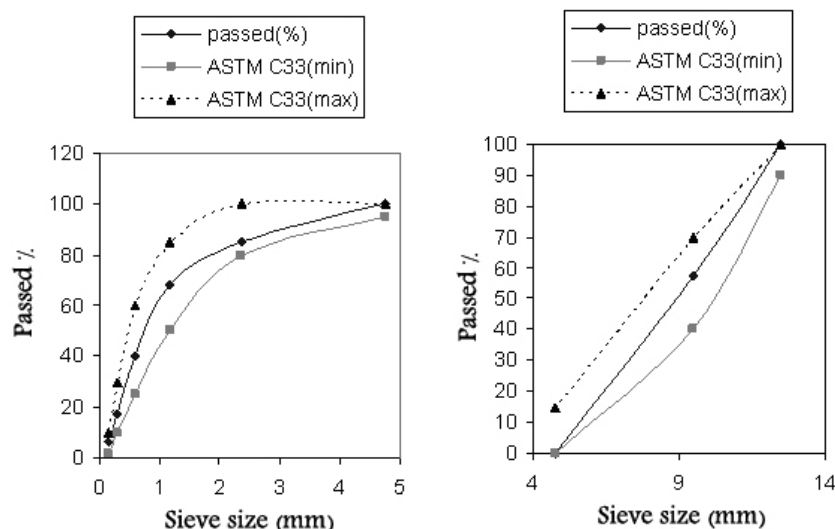 passed(%)
ASTM C33(min)
ASTM C33(max)
120
100
80
60
40
20
0
0 1 2 3 4 5
Passed %
Sieve size (mm)
passed(%)
ASTM C33(min)
ASTM C33(max)
100
90
80
70
60
50
40
30
20
10
0
4 9 14
Passed %
Sieve size (mm)